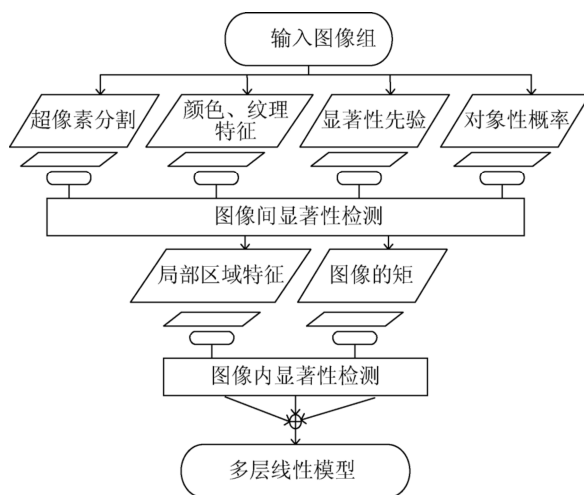 输入图像组
超像素分割
颜色、纹理
特征
显著性先验
对象性概率
图像间显著性检测
局部区域特征
图像的矩
图像内显著性检测
多层线性模型